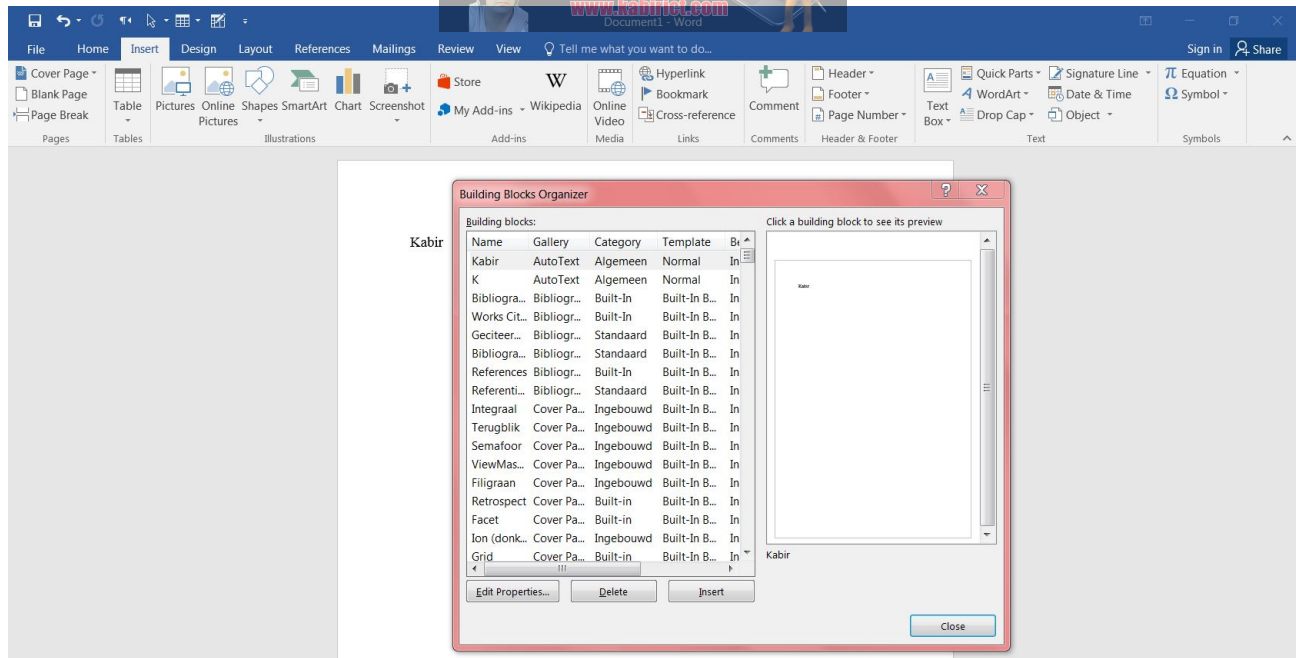 www.kabirict.com
Document1 - Word
File Home Insert Design Layout References Mailings Review View Tell me what you want to do... Sign in Share
Cover Page
Blank Page
Page Break
Pages
Table
Tables
Pictures Online Pictures Shapes SmartArt Chart Screenshot
Illustrations
Store
My Add-ins
Wikipedia
Add-ins
Online Video
Media
Hyperlink
Bookmark
Cross-reference
Links
Comment
Comments
Header
Footer
Page Number
Header & Footer
Text Box
Quick Parts
WordArt
Drop Cap
Signature Line
Date & Time
Object
Text
Equation
Symbol
Symbols
Kabir
Building Blocks Organizer
Building blocks:
Name Gallery Category Template Be
Kabir AutoText Algemeen Normal In
K AutoText Algemeen Normal In
Bibliogra... Bibliogr... Built-In Built-In B... In
Works Cit... Bibliogr... Built-In Built-In B... In
Geciteer... Bibliogr... Standaard Built-In B... In
Bibliogra... Bibliogr... Standaard Built-In B... In
References Bibliogr... Built-In Built-In B... In
Referenti... Bibliogr... Standaard Built-In B... In
Integraal Cover Pa... Ingebouwd Built-In B... In
Terugblik Cover Pa... Ingebouwd Built-In B... In
Semafoor Cover Pa... Ingebouwd Built-In B... In
ViewMas... Cover Pa... Ingebouwd Built-In B... In
Filigraan Cover Pa... Ingebouwd Built-In B... In
Retrospect Cover Pa... Built-in Built-In B... In
Facet Cover Pa... Built-in Built-In B... In
Ion (donk... Cover Pa... Ingebouwd Built-In B... In
Grid Cover Pa... Built-in Built-In B... In
Edit Properties... Delete Insert
Click a building block to see its preview
Kabir
Kabir
Close